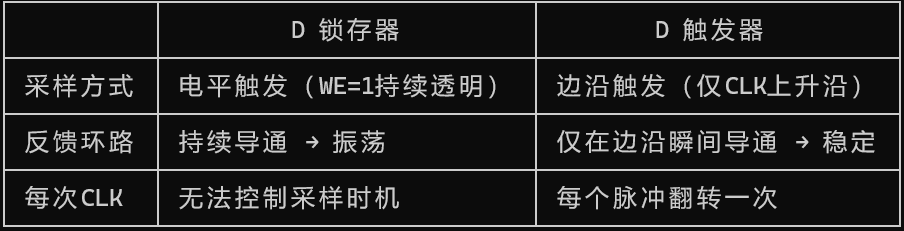 D 锁存器 D 触发器
采样方式 电平触发（WE=1持续透明） 边沿触发（仅CLK上升沿）
反馈环路 持续导通 → 振荡 仅在边沿瞬间导通 → 稳定
每次CLK 无法控制采样时机 每个脉冲翻转一次